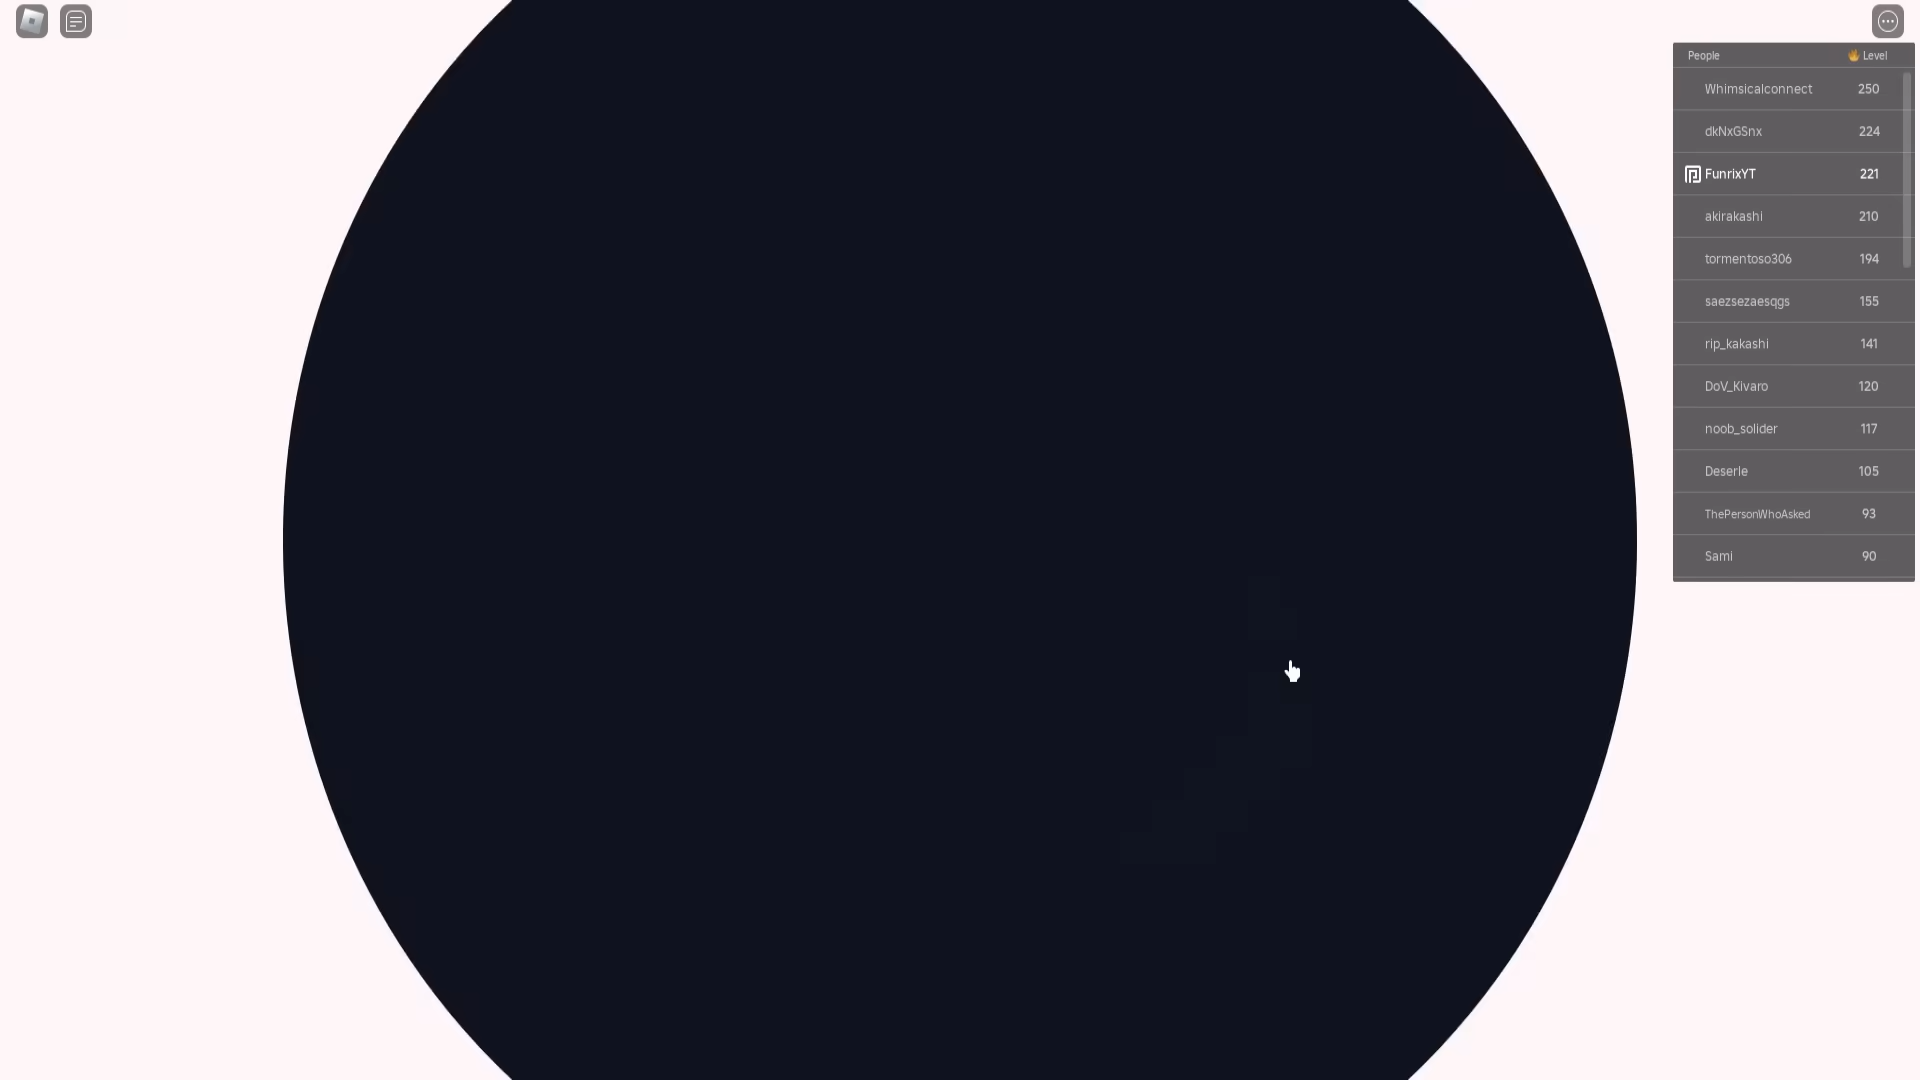 People Level
Whimsicalconnect 250
dkNxGSnx 224
FunrixYT 221
akirakashi 210
tormentoso306 194
saezsezaesqgs 155
rip_kakashi 141
DoV_Kivaro 120
noob_solider 117
Deserle 105
ThePersonWhoAsked 93
Sami 90